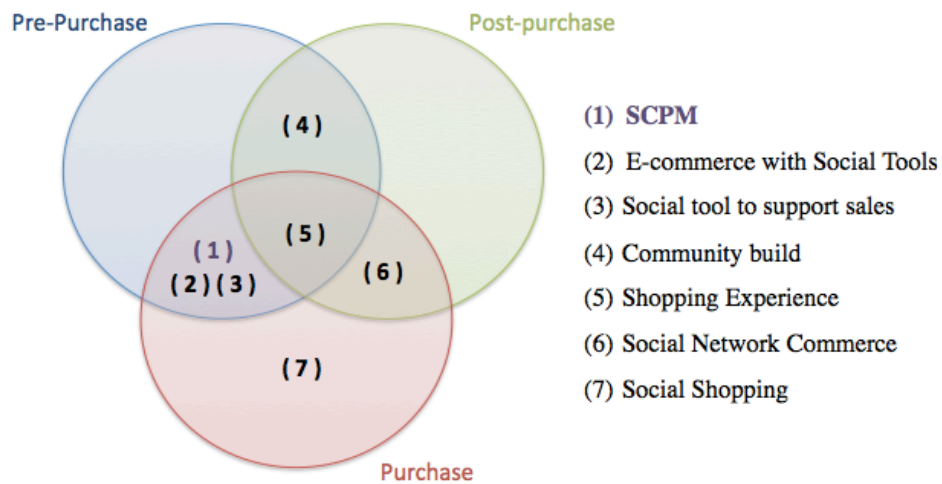 Pre-Purchase
Post-purchase
(4)
(5)
(1)
(2)(3)
(6)
(7)
Purchase
(1) SCPM
(2) E-commerce with Social Tools
(3) Social tool to support sales
(4) Community build
(5) Shopping Experience
(6) Social Network Commerce
(7) Social Shopping